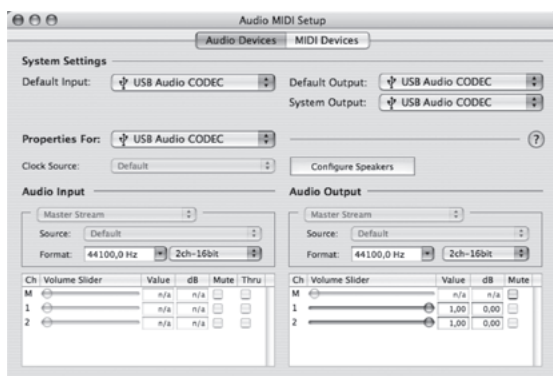 Audio MIDI Setup
Audio Devices MIDI Devices
System Settings
Default Input: USB Audio CODEC
Default Output: USB Audio CODEC
System Output: USB Audio CODEC
Properties For: USB Audio CODEC ?
Clock Source: Default
Configure Speakers
Audio Input
Master Stream
Source: Default
Format: 44100,0 Hz 2ch-16bit
Ch Volume Slider Value dB Mute Thru
M n/a n/a
1 n/a n/a
2 n/a n/a
Audio Output
Master Stream
Source: Default
Format: 44100,0 Hz 2ch-16bit
Ch Volume Slider Value dB Mute
M n/a n/a
1 1,00 0,00
2 1,00 0,00